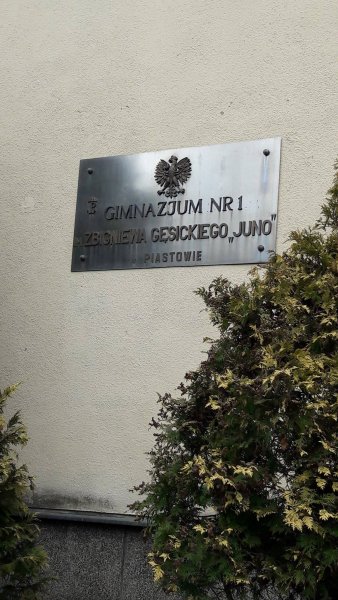 GIMNAZJUM NR 1
ZBIGNIEWA GĘSICKIEGO „JUNO"
W PIASTOWIE